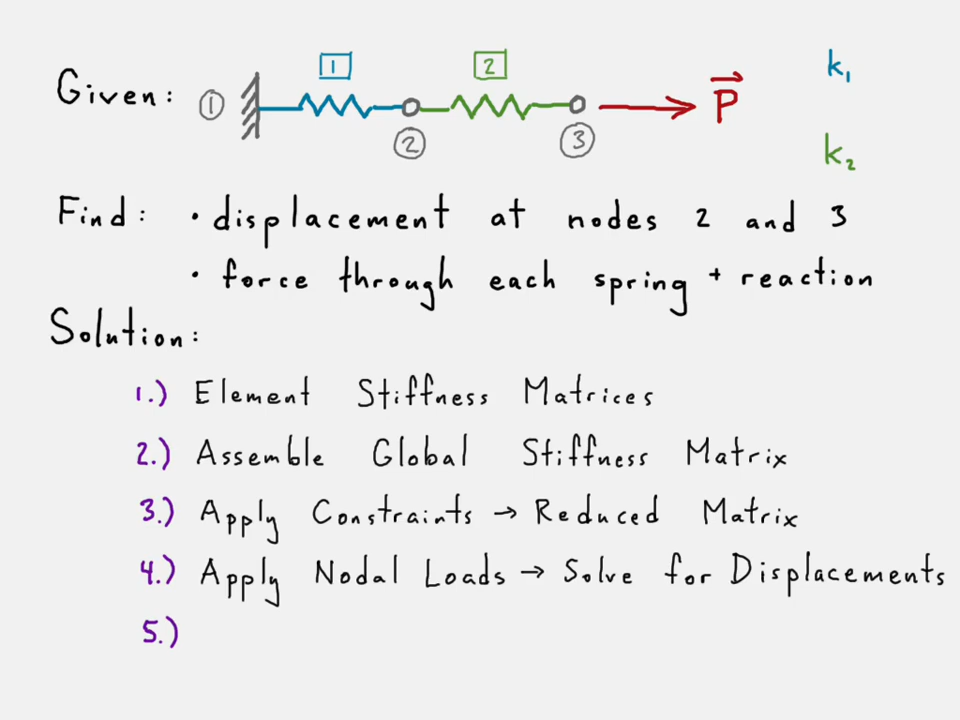 1 2 k₁
Given: 1 P
2 3 k₂
Find: • displacement at nodes 2 and 3
• force through each spring + reaction
Solution:
1.) Element Stiffness Matrices
2.) Assemble Global Stiffness Matrix
3.) Apply Constraints → Reduced Matrix
4.) Apply Nodal Loads → Solve for Displacements
5.)